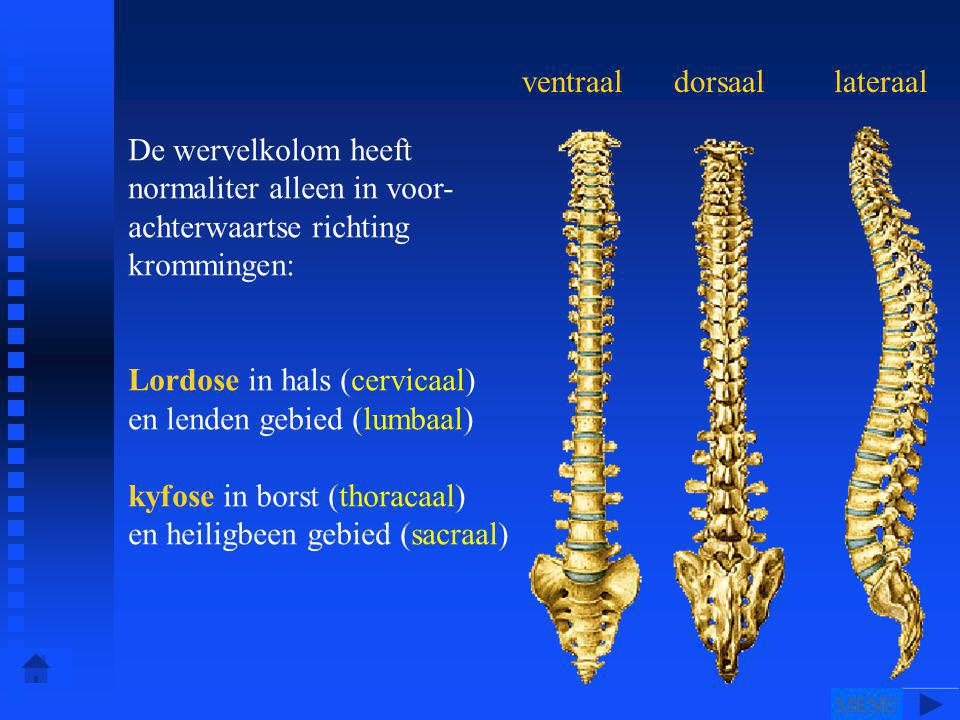 ventraal dorsaal lateraal
De wervelkolom heeft
normaliter alleen in voor-
achterwaartse richting
krommingen:
Lordose in hals (cervicaal)
en lenden gebied (lumbaal)
kyfose in borst (thoracaal)
en heiligbeen gebied (sacraal)
MENU